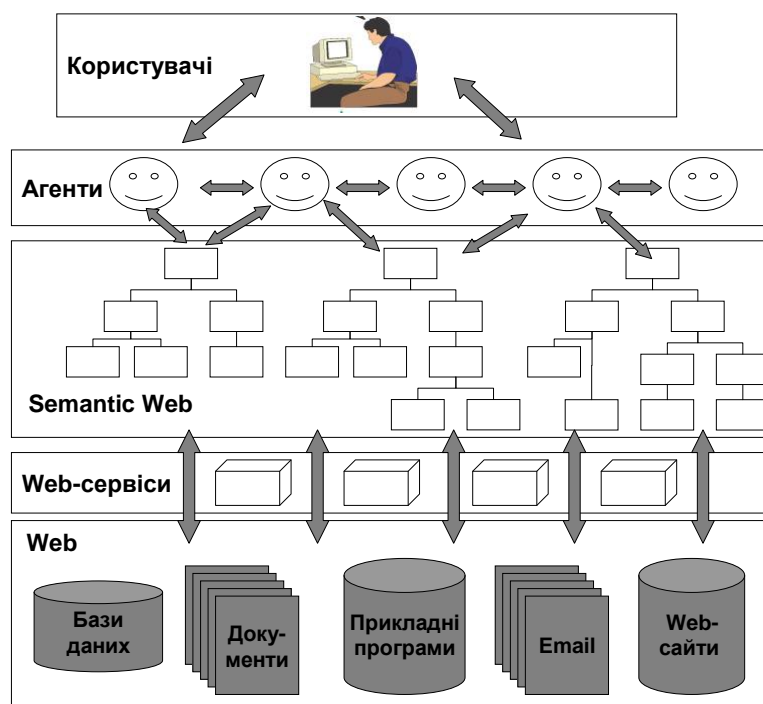 Користувачі
Агенти
Semantic Web
Web-сервіси
Web
Бази
даних
Доку-
менти
Прикладні
програми
Email
Web-
сайти